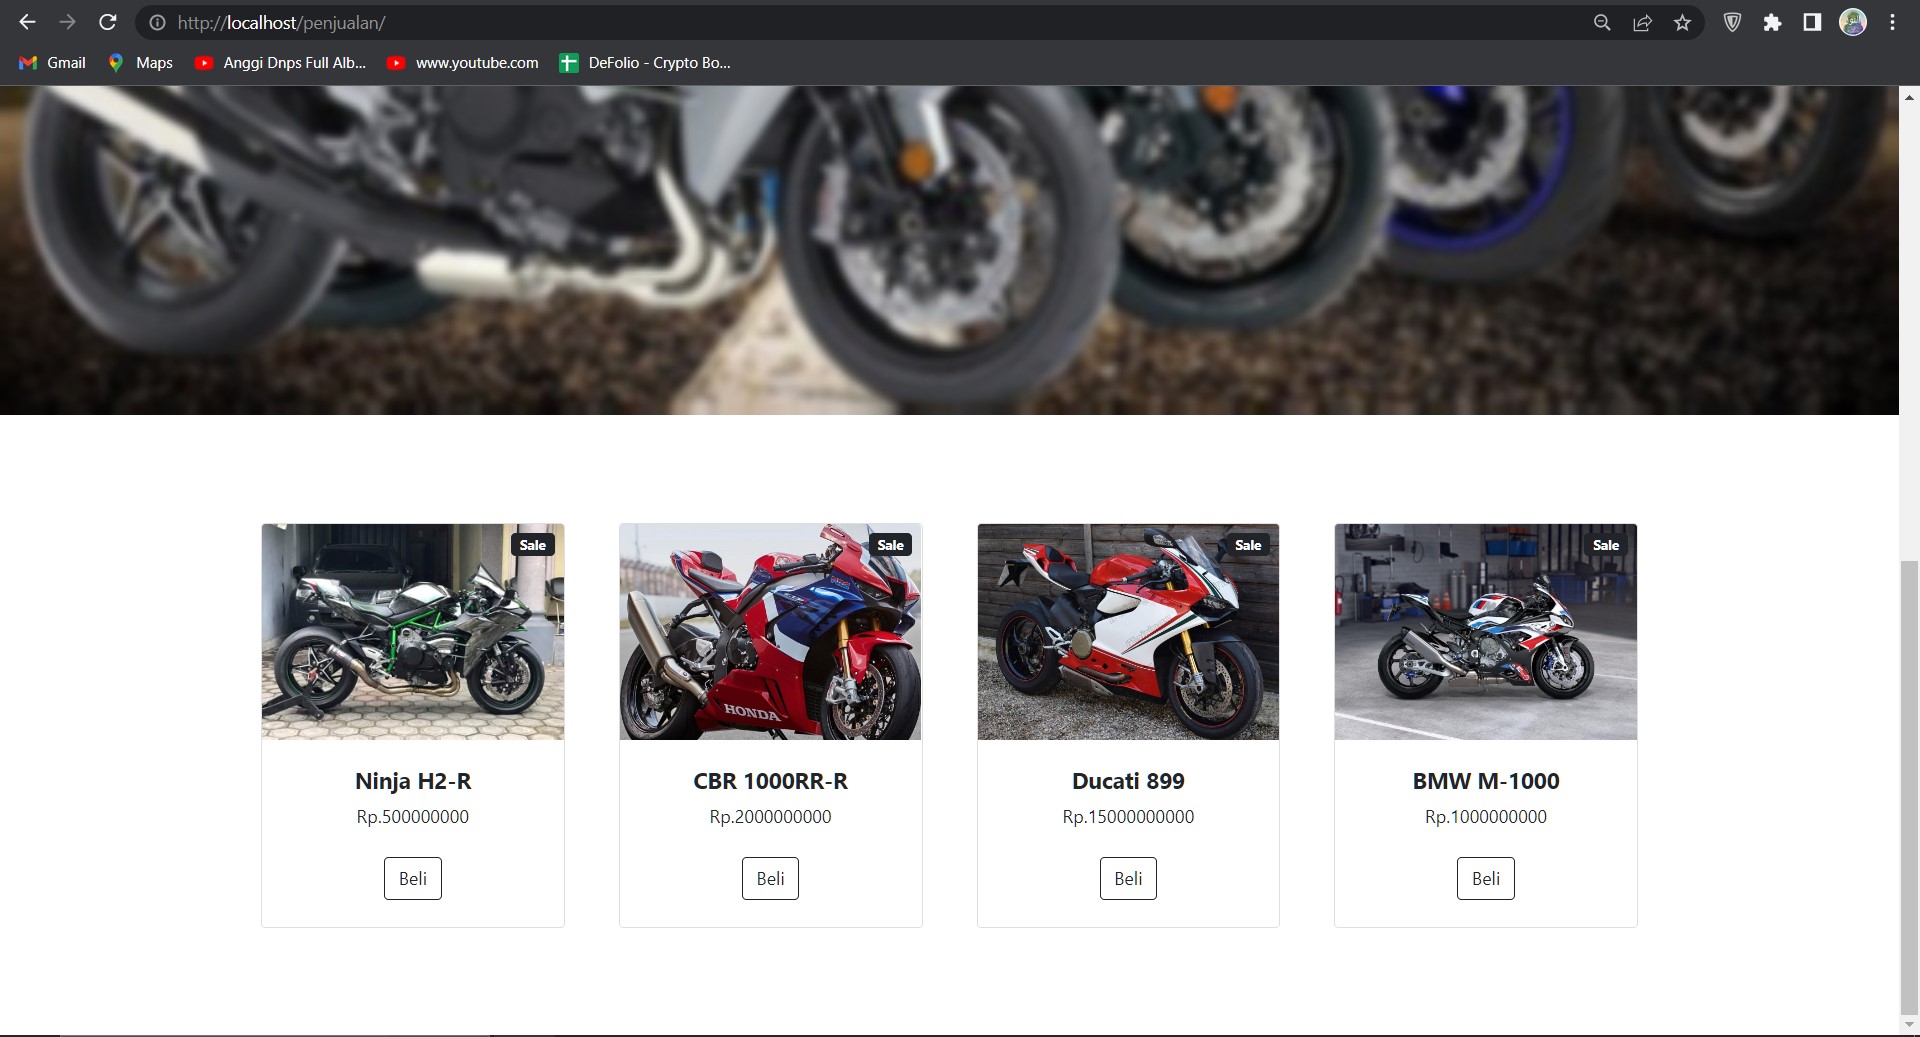 http://localhost/penjualan/
Gmail Maps Anggi Dnps Full Alb... www.youtube.com DeFolio - Crypto Bo...
Sale Sale Sale Sale
HONDA
Ninja H2-R CBR 1000RR-R Ducati 899 BMW M-1000
Rp.500000000 Rp.2000000000 Rp.15000000000 Rp.1000000000
Beli Beli Beli Beli